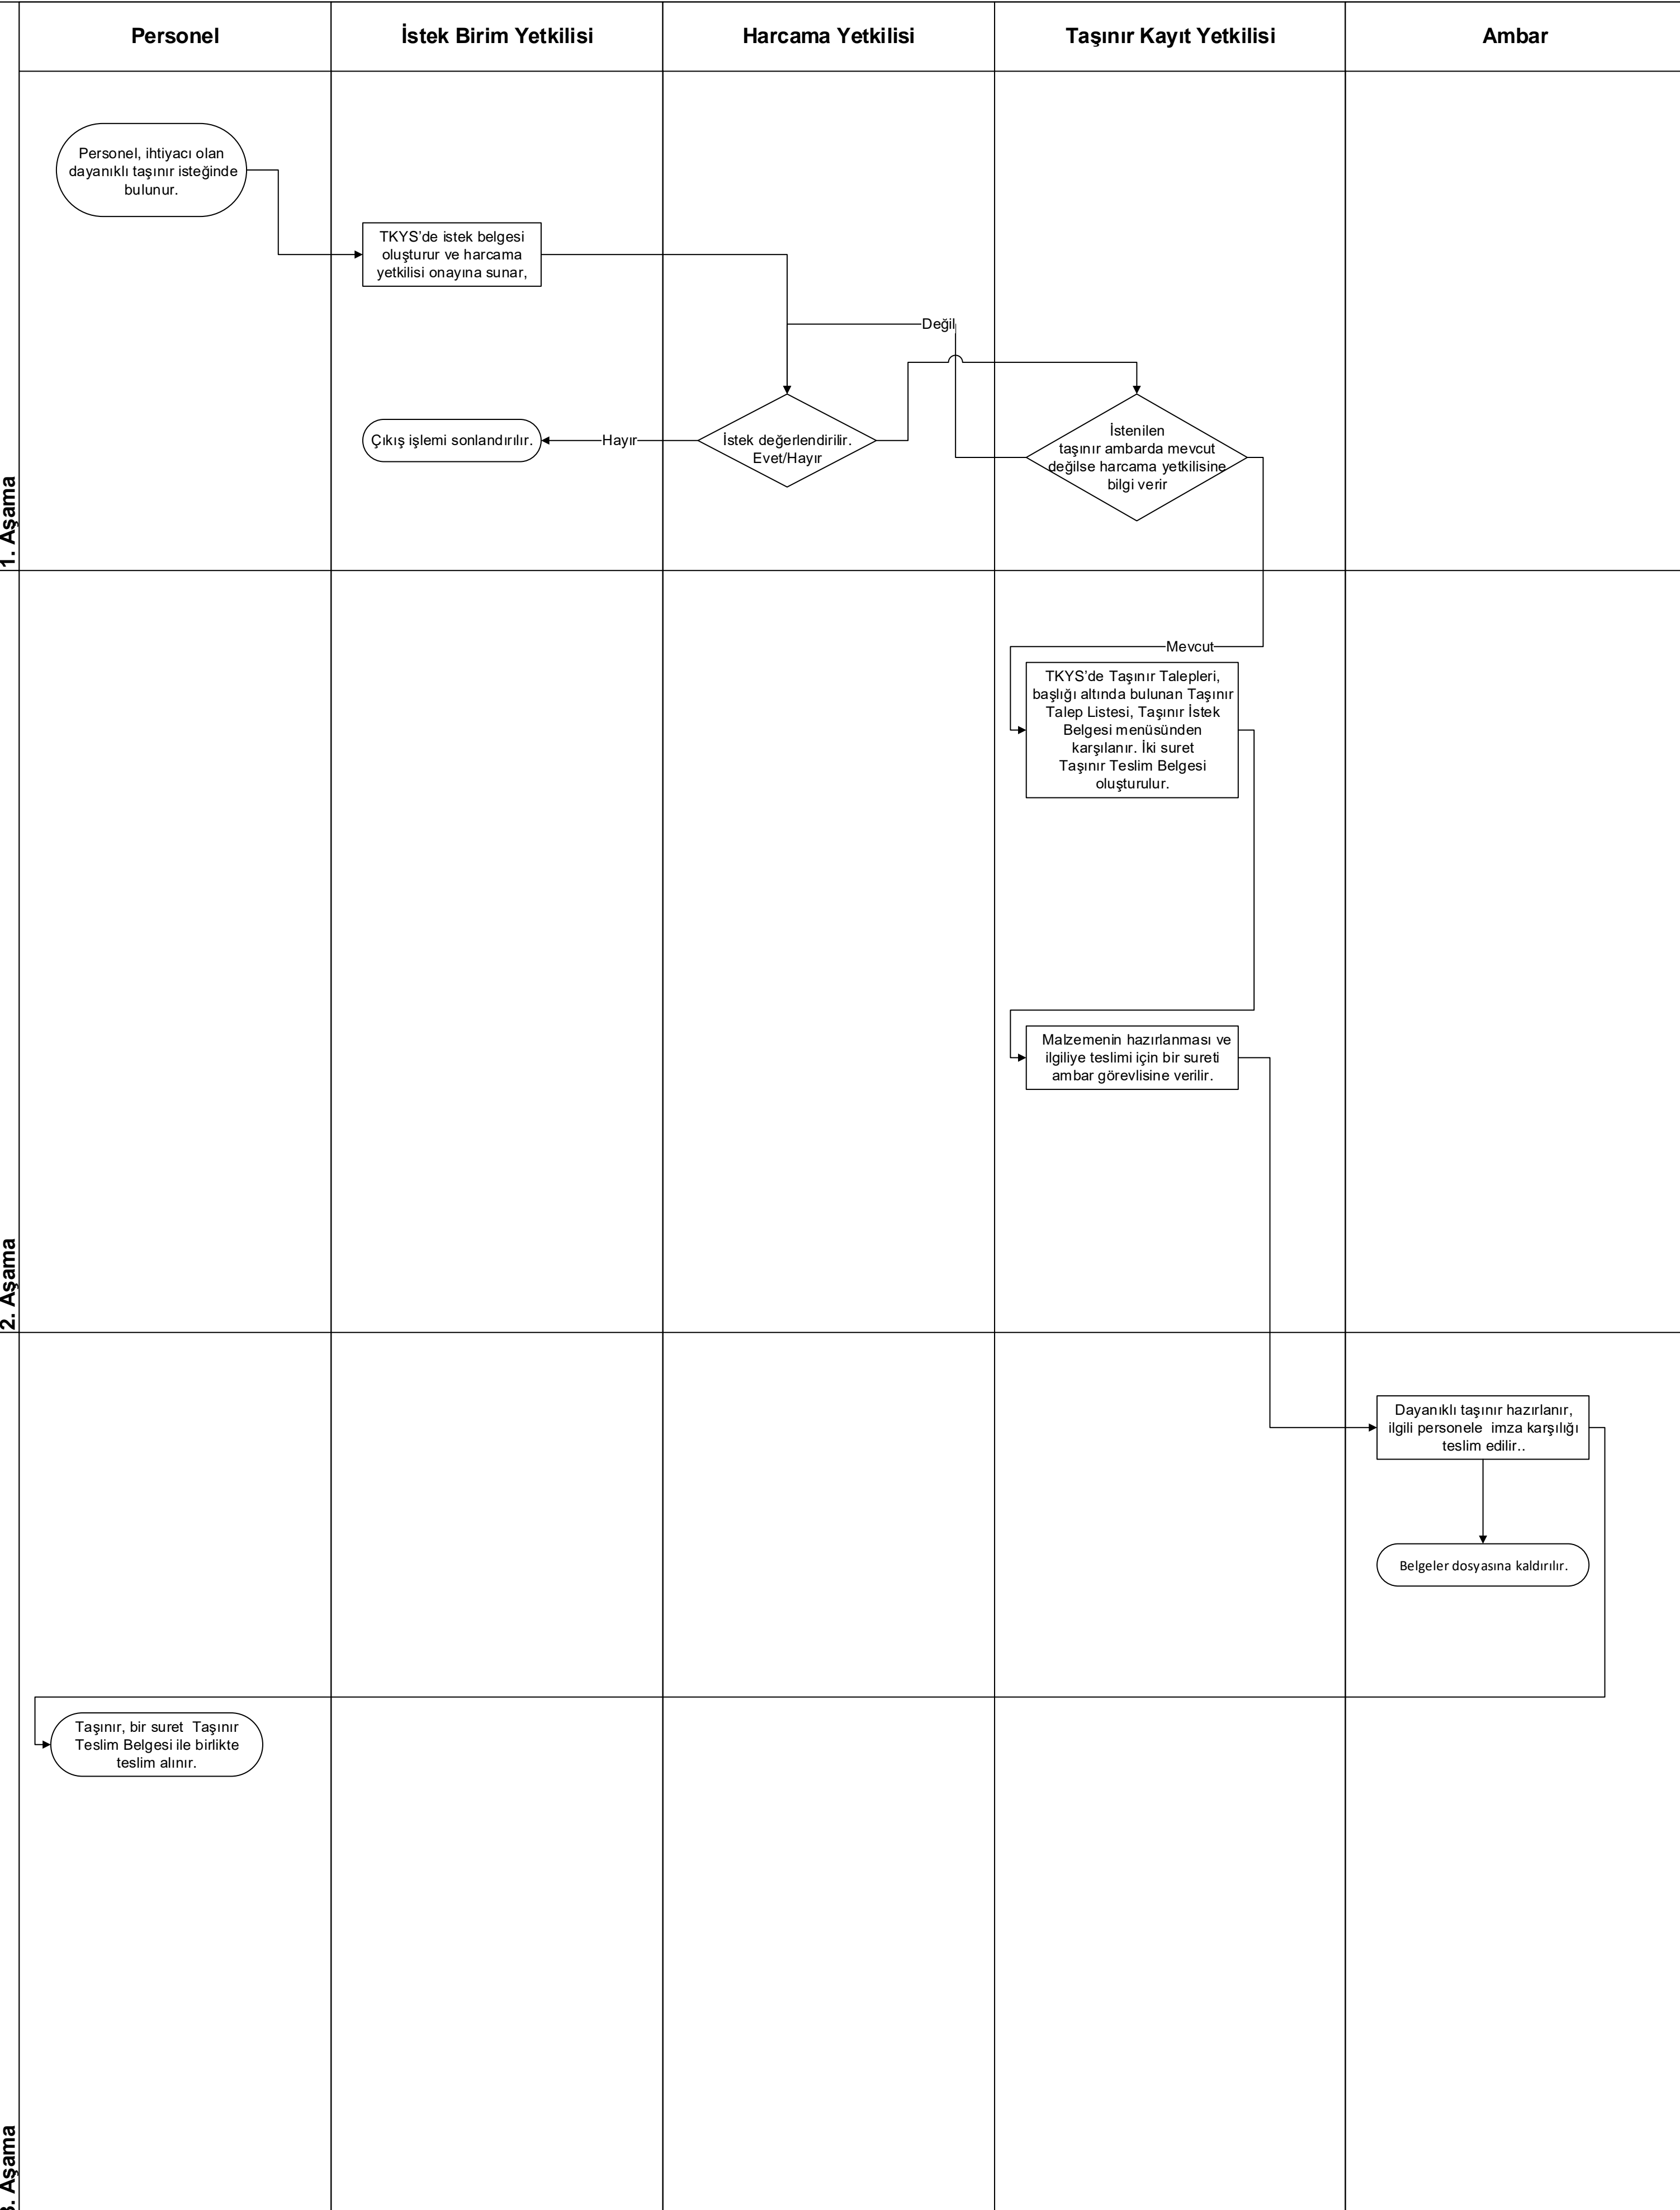 Personel
İstek Birim Yetkilisi
Harcama Yetkilisi
Taşınır Kayıt Yetkilisi
Ambar
1. Aşama
Personel, ihtiyacı olan
dayanıklı taşınır isteğinde
bulunur.
TKYS'de istek belgesi
oluşturur ve harcama
yetkilisi onayına sunar,
Değil
Çıkış işlemi sonlandırılır.
Hayır
İstek değerlendirilir.
Evet/Hayır
İstenilen
taşınır ambarda mevcut
değilse harcama yetkilisine
bilgi verir
2. Aşama
Mevcut
TKYS'de Taşınır Talepleri,
başlığı altında bulunan Taşınır
Talep Listesi, Taşınır İstek
Belgesi menüsünden
karşılanır. İki suret
Taşınır Teslim Belgesi
oluşturulur.
Malzemenin hazırlanması ve
ilgiliye teslimi için bir sureti
ambar görevlisine verilir.
3. Aşama
Dayanıklı taşınır hazırlanır,
ilgili personele  imza karşılığı
teslim edilir..
Belgeler dosyasına kaldırılır.
Taşınır, bir suret  Taşınır
Teslim Belgesi ile birlikte
teslim alınır.